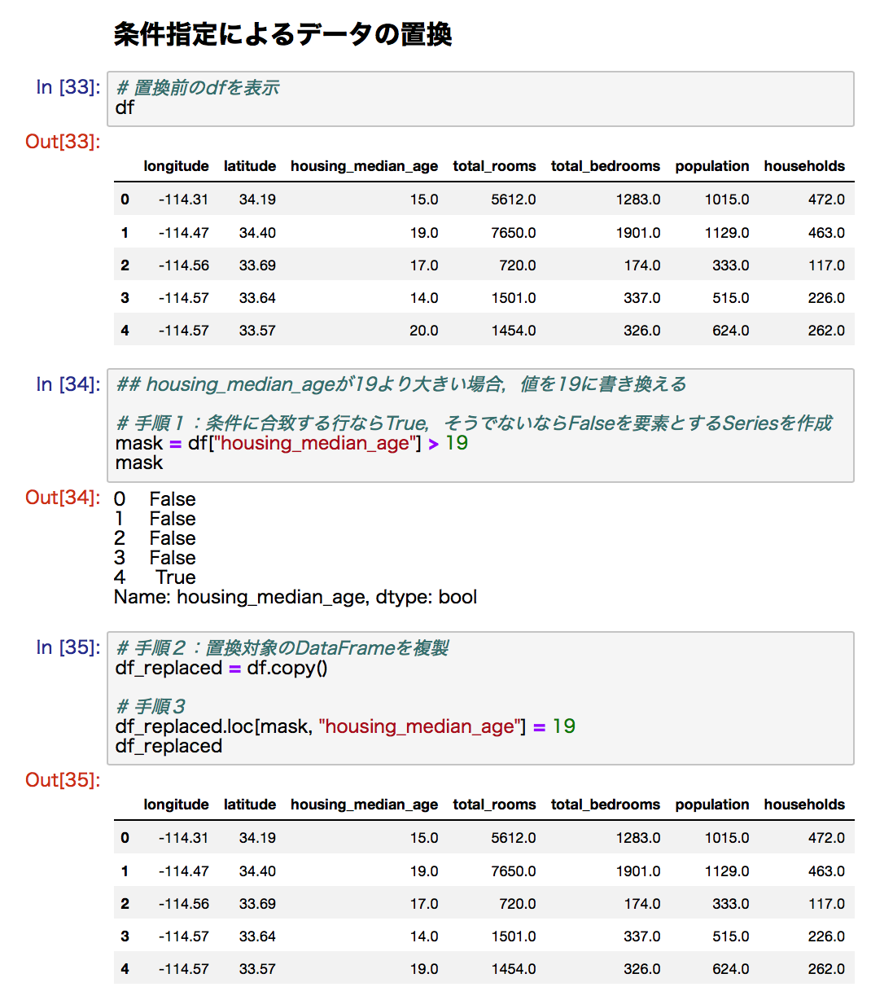 条件指定によるデータの置換
In [33]: # 置換前のdfを表示
df
Out[33]:
longitude latitude housing_median_age total_rooms total_bedrooms population households
0 -114.31 34.19 15.0 5612.0 1283.0 1015.0 472.0
1 -114.47 34.40 19.0 7650.0 1901.0 1129.0 463.0
2 -114.56 33.69 17.0 720.0 174.0 333.0 117.0
3 -114.57 33.64 14.0 1501.0 337.0 515.0 226.0
4 -114.57 33.57 20.0 1454.0 326.0 624.0 262.0
In [34]: ## housing_median_ageが19より大きい場合，値を19に書き換える
# 手順１：条件に合致する行ならTrue，そうでないならFalseを要素とするSeriesを作成
mask = df["housing_median_age"] > 19
mask
Out[34]: 0 False
1 False
2 False
3 False
4 True
Name: housing_median_age, dtype: bool
In [35]: # 手順２：置換対象のDataFrameを複製
df_replaced = df.copy()
# 手順３
df_replaced.loc[mask, "housing_median_age"] = 19
df_replaced
Out[35]:
longitude latitude housing_median_age total_rooms total_bedrooms population households
0 -114.31 34.19 15.0 5612.0 1283.0 1015.0 472.0
1 -114.47 34.40 19.0 7650.0 1901.0 1129.0 463.0
2 -114.56 33.69 17.0 720.0 174.0 333.0 117.0
3 -114.57 33.64 14.0 1501.0 337.0 515.0 226.0
4 -114.57 33.57 19.0 1454.0 326.0 624.0 262.0